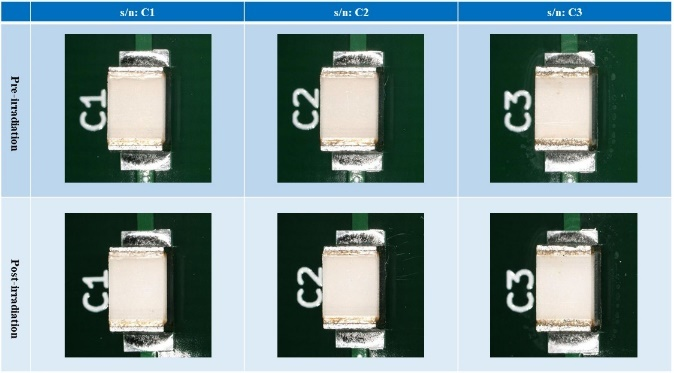 s/n: C1 s/n: C2 s/n: C3
Pre-irradiation
C1 C2 C3
Post-irradiation
C1 C2 C3